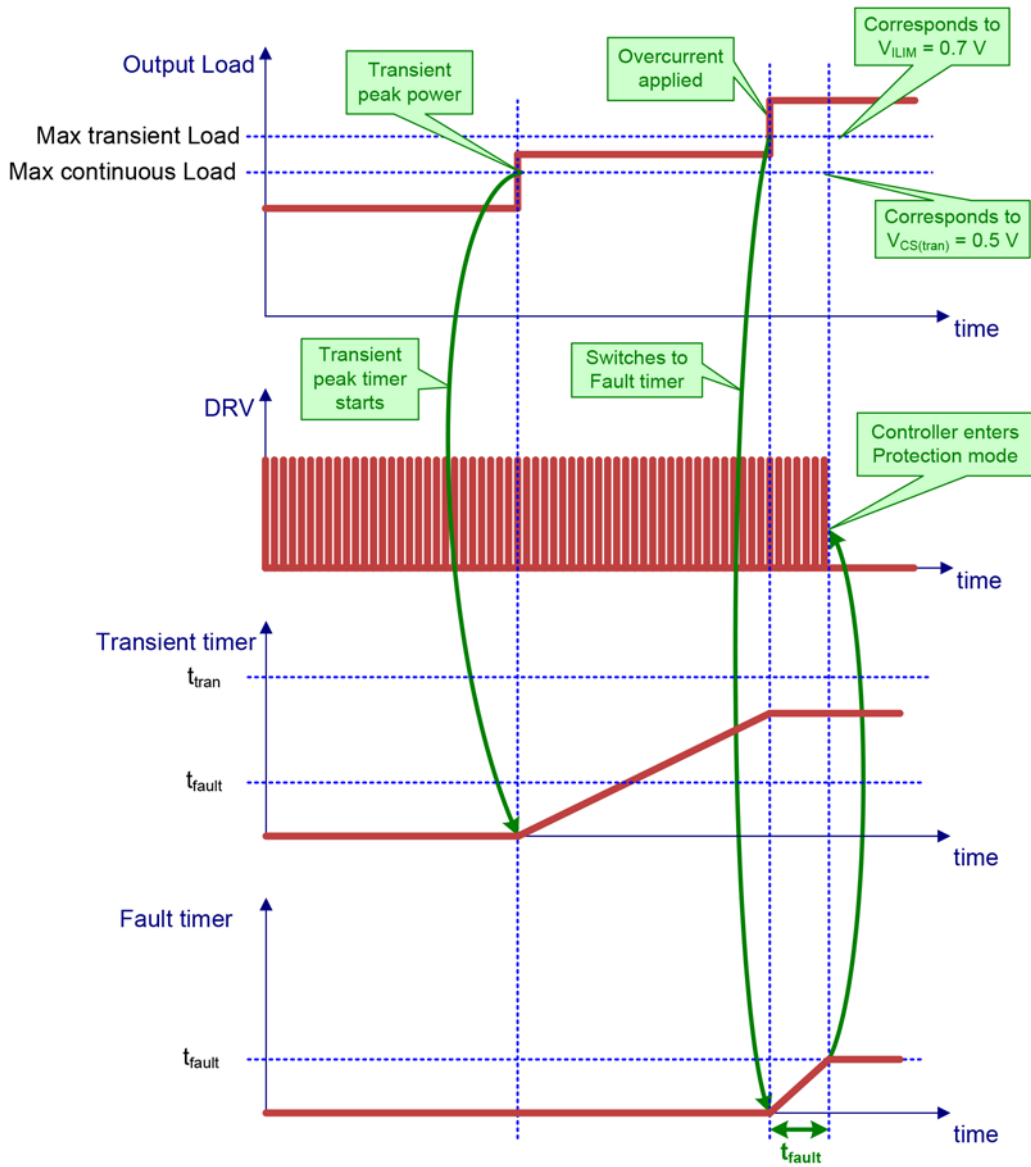 Output Load
Transient
peak power
Overcurrent
applied
Corresponds to
VILIM = 0.7 V
Max transient Load
Max continuous Load
Corresponds to
VCS(tran) = 0.5 V
time
Transient
peak timer
starts
Switches to
Fault timer
DRV
Controller enters
Protection mode
time
Transient timer
ttran
tfault
time
Fault timer
tfault
time
tfault